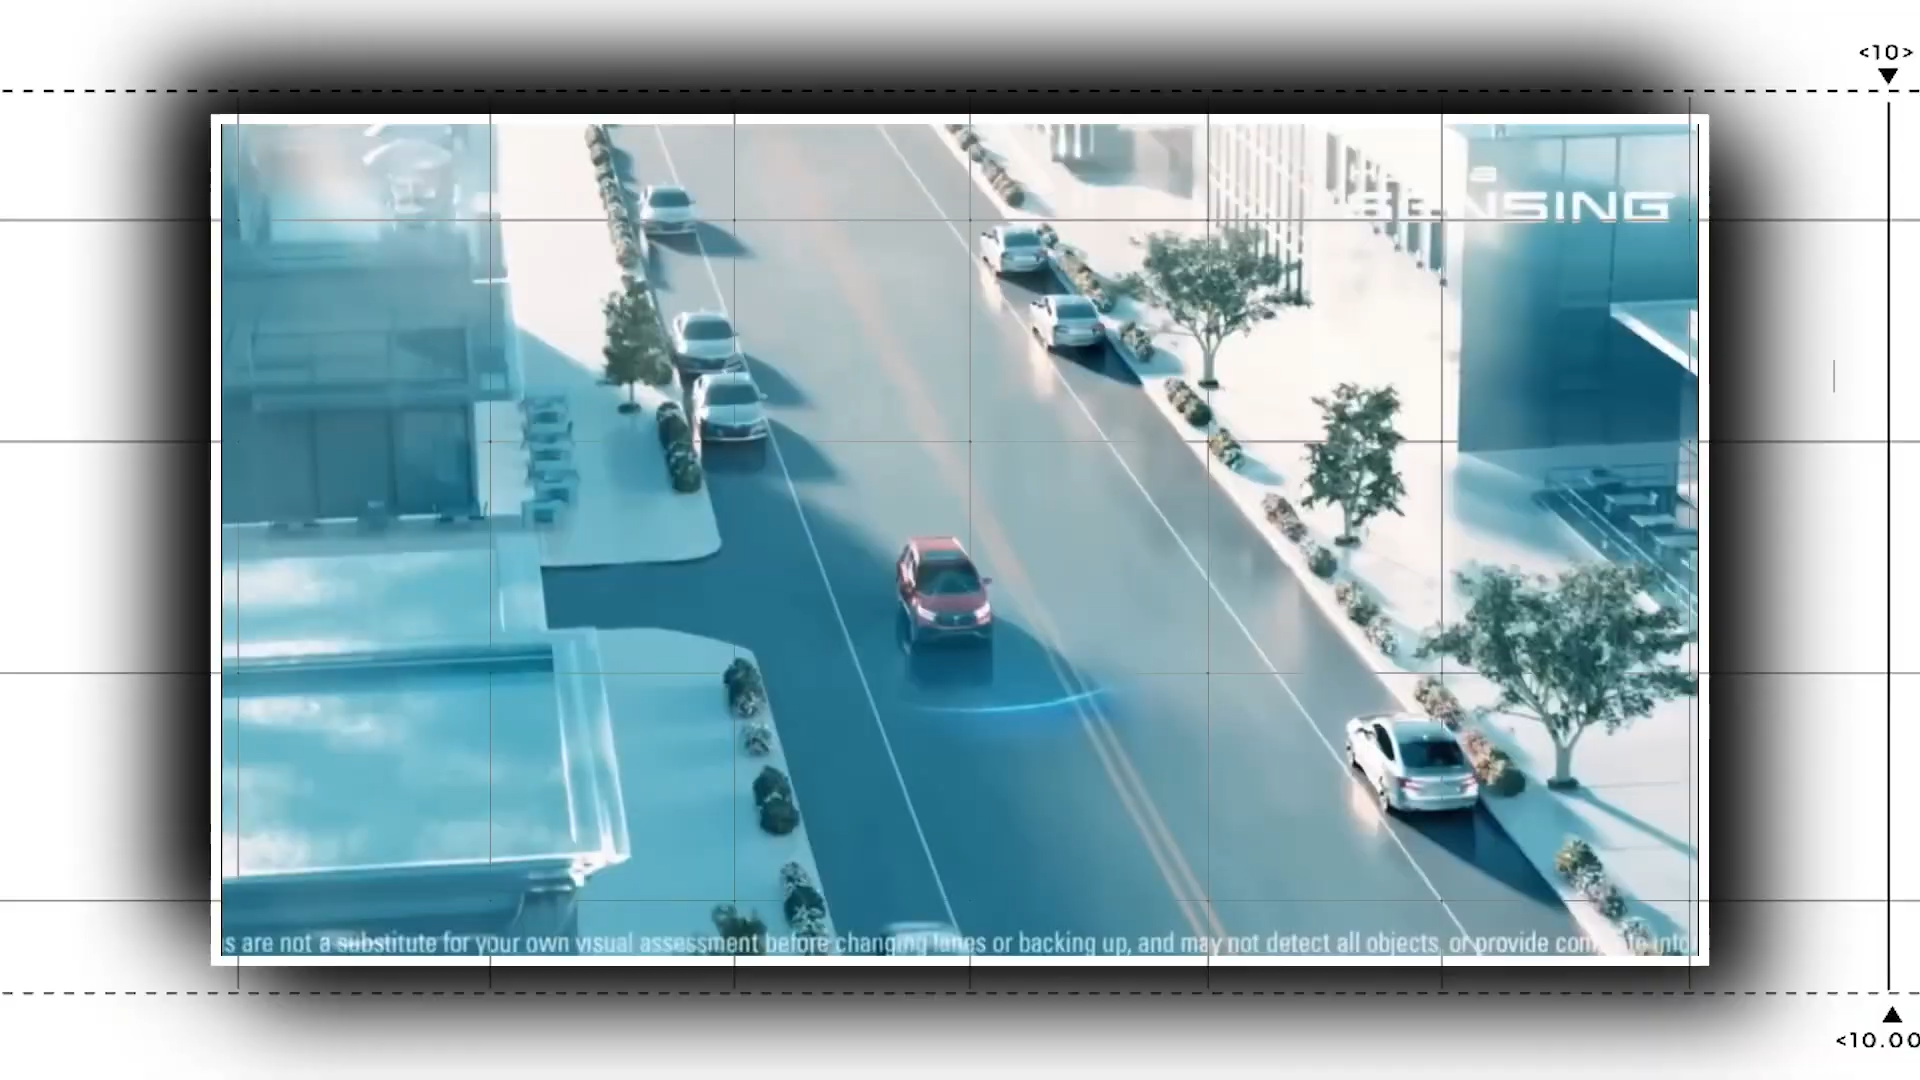 <10>
a
SENSING
s are not a substitute for your own visual assessment before changing lanes or backing up, and may not detect all objects, or provide
<10.00